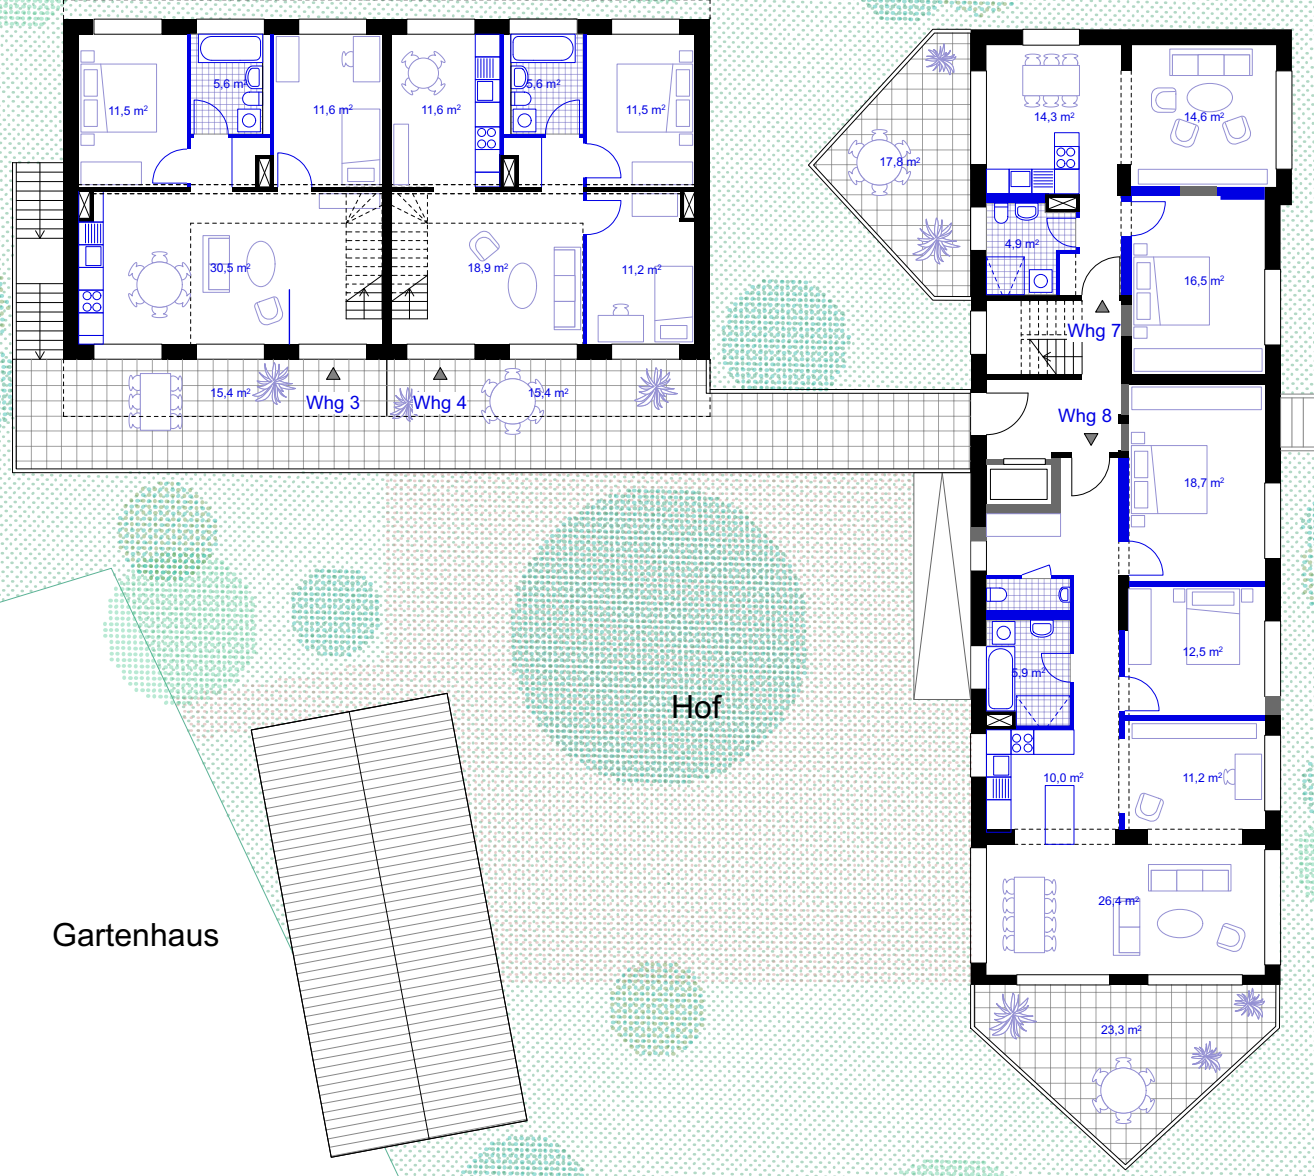 11,5 m²
5,6 m²
11,6 m²
11,6 m²
5,6 m²
11,5 m²
14,3 m²
14,6 m²
17,8 m²
4,9 m²
30,5 m²
18,9 m²
11,2 m²
16,5 m²
Whg 7
15,4 m²
Whg 3
Whg 4
15,4 m²
Whg 8
18,7 m²
12,5 m²
5,9 m²
Hof
10,0 m²
11,2 m²
26,4 m²
Gartenhaus
23,3 m²